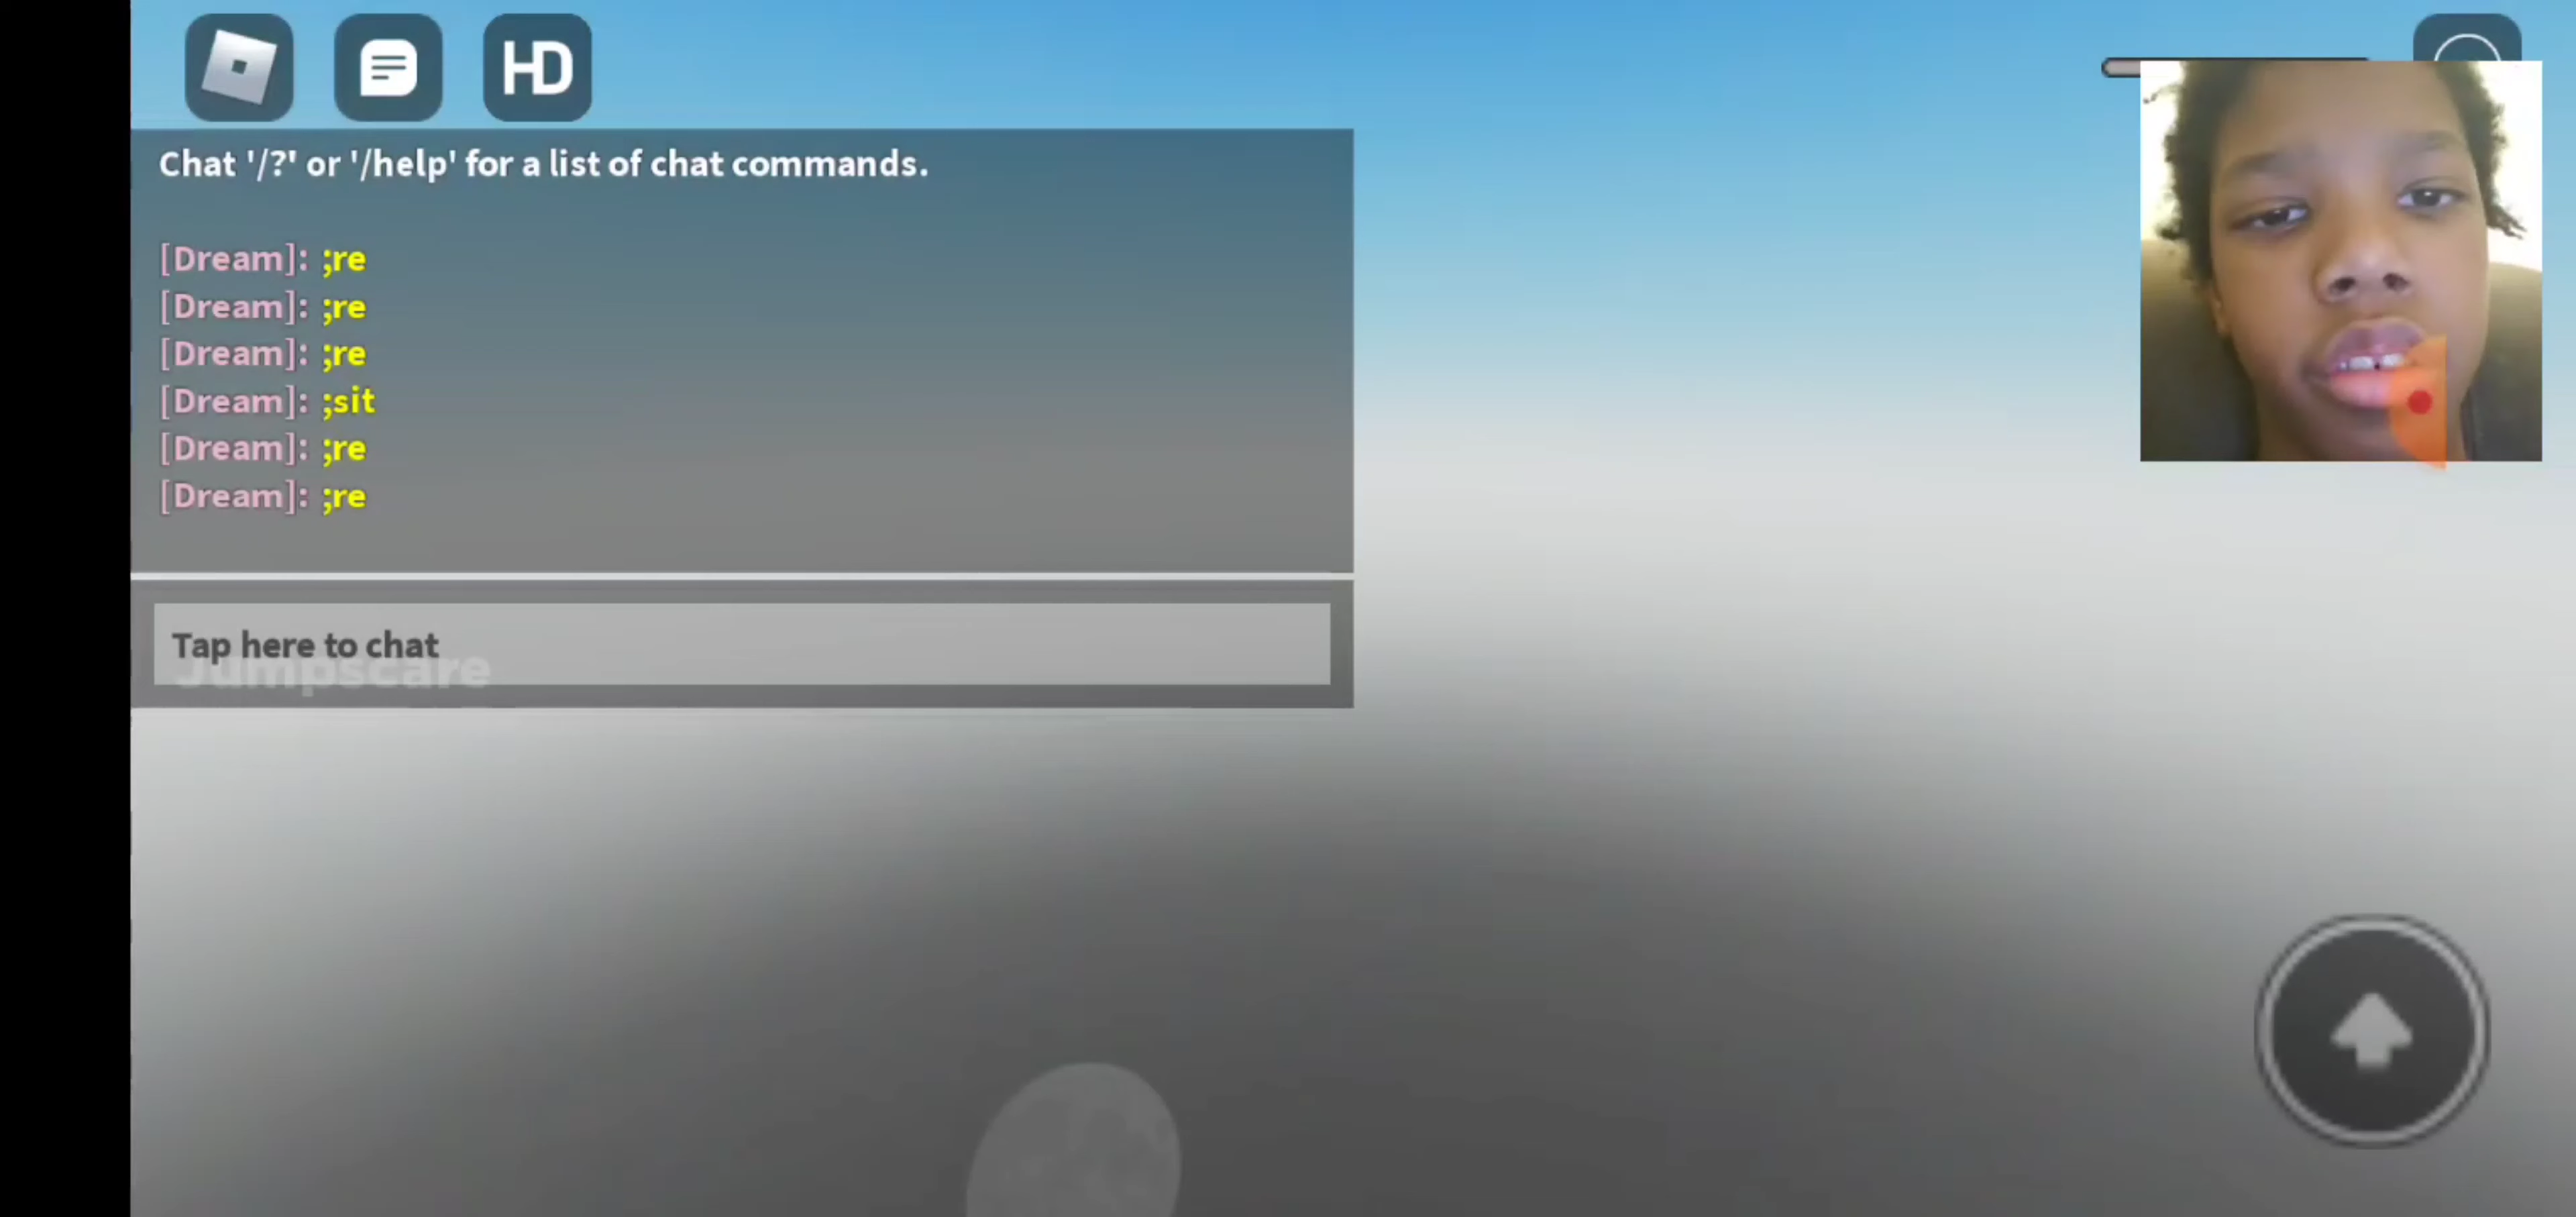 HD
Chat '/?' or '/help' for a list of chat commands.
[Dream]: ;re
[Dream]: ;re
[Dream]: ;re
[Dream]: ;sit
[Dream]: ;re
[Dream]: ;re
Tap here to chat
Jumpscare